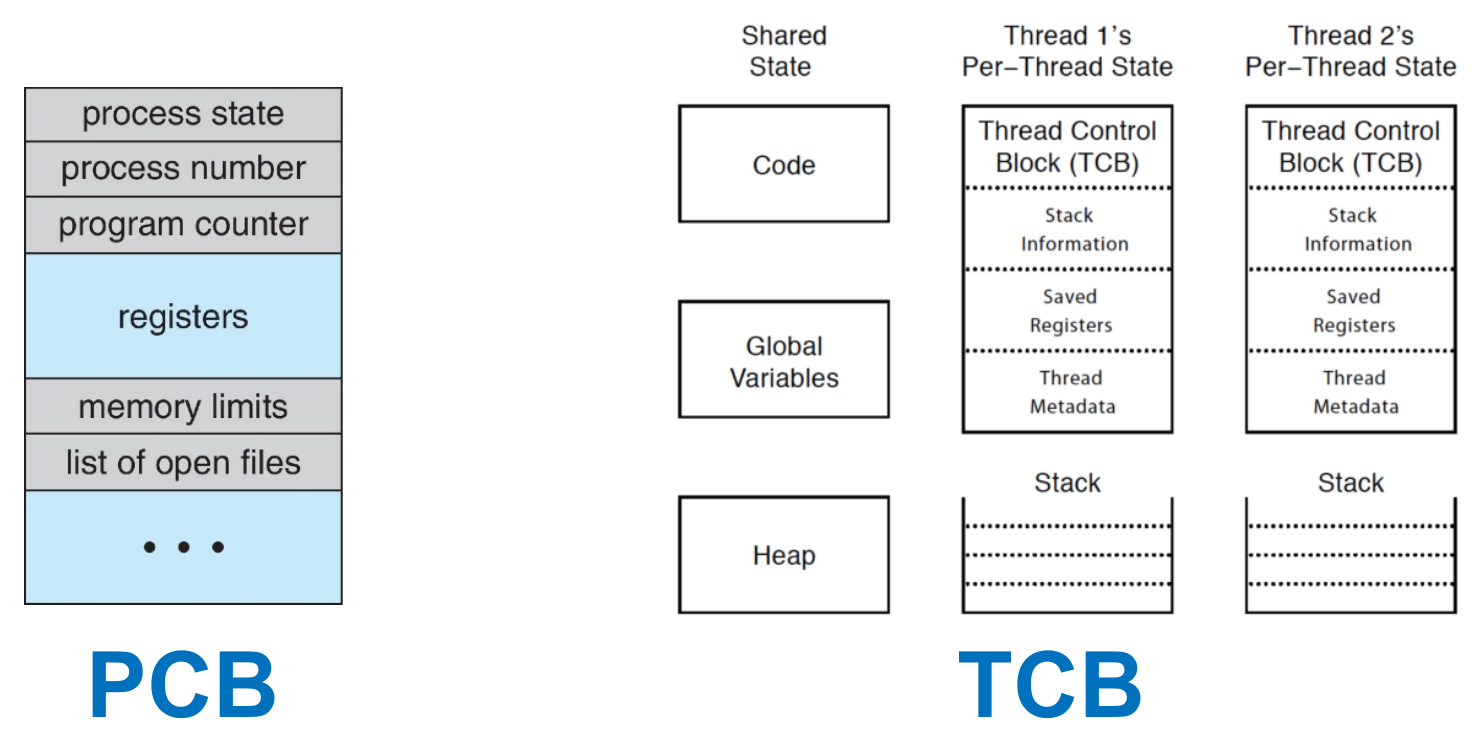 process state
process number
program counter
registers
memory limits
list of open files
• • •
PCB
Shared
State
Code
Global
Variables
Heap
Thread 1’s
Per–Thread State
Thread Control
Block (TCB)
Stack
Information
Saved
Registers
Thread
Metadata
Stack
Thread 2’s
Per–Thread State
Thread Control
Block (TCB)
Stack
Information
Saved
Registers
Thread
Metadata
Stack
TCB